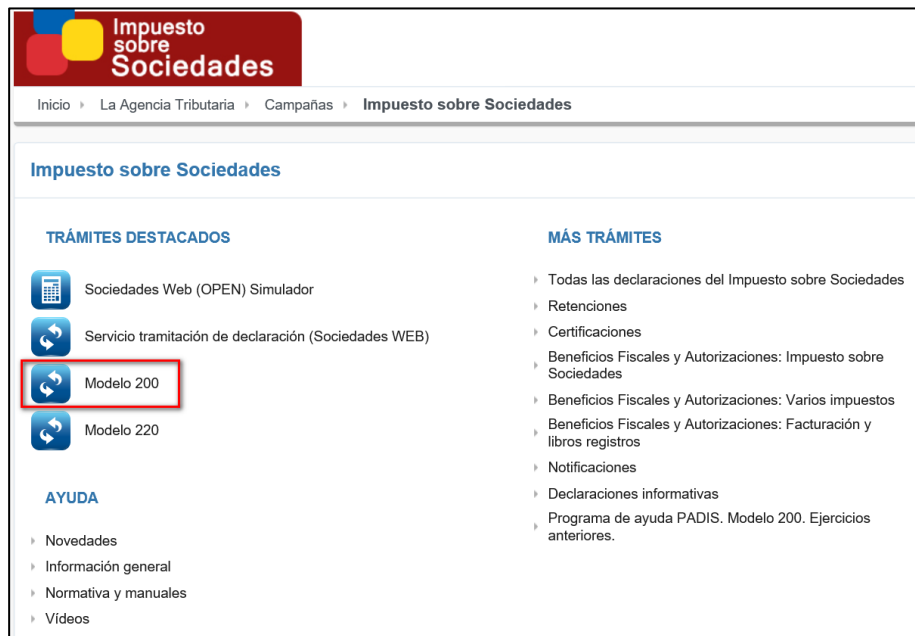 Impuesto
sobre
Sociedades
Inicio La Agencia Tributaria Campañas Impuesto sobre Sociedades
Impuesto sobre Sociedades
TRÁMITES DESTACADOS
Sociedades Web (OPEN) Simulador
Servicio tramitación de declaración (Sociedades WEB)
Modelo 200
Modelo 220
AYUDA
Novedades
Información general
Normativa y manuales
Vídeos
MÁS TRÁMITES
Todas las declaraciones del Impuesto sobre Sociedades
Retenciones
Certificaciones
Beneficios Fiscales y Autorizaciones: Impuesto sobre
Sociedades
Beneficios Fiscales y Autorizaciones: Varios impuestos
Beneficios Fiscales y Autorizaciones: Facturación y
libros registros
Notificaciones
Declaraciones informativas
Programa de ayuda PADIS. Modelo 200. Ejercicios
anteriores.